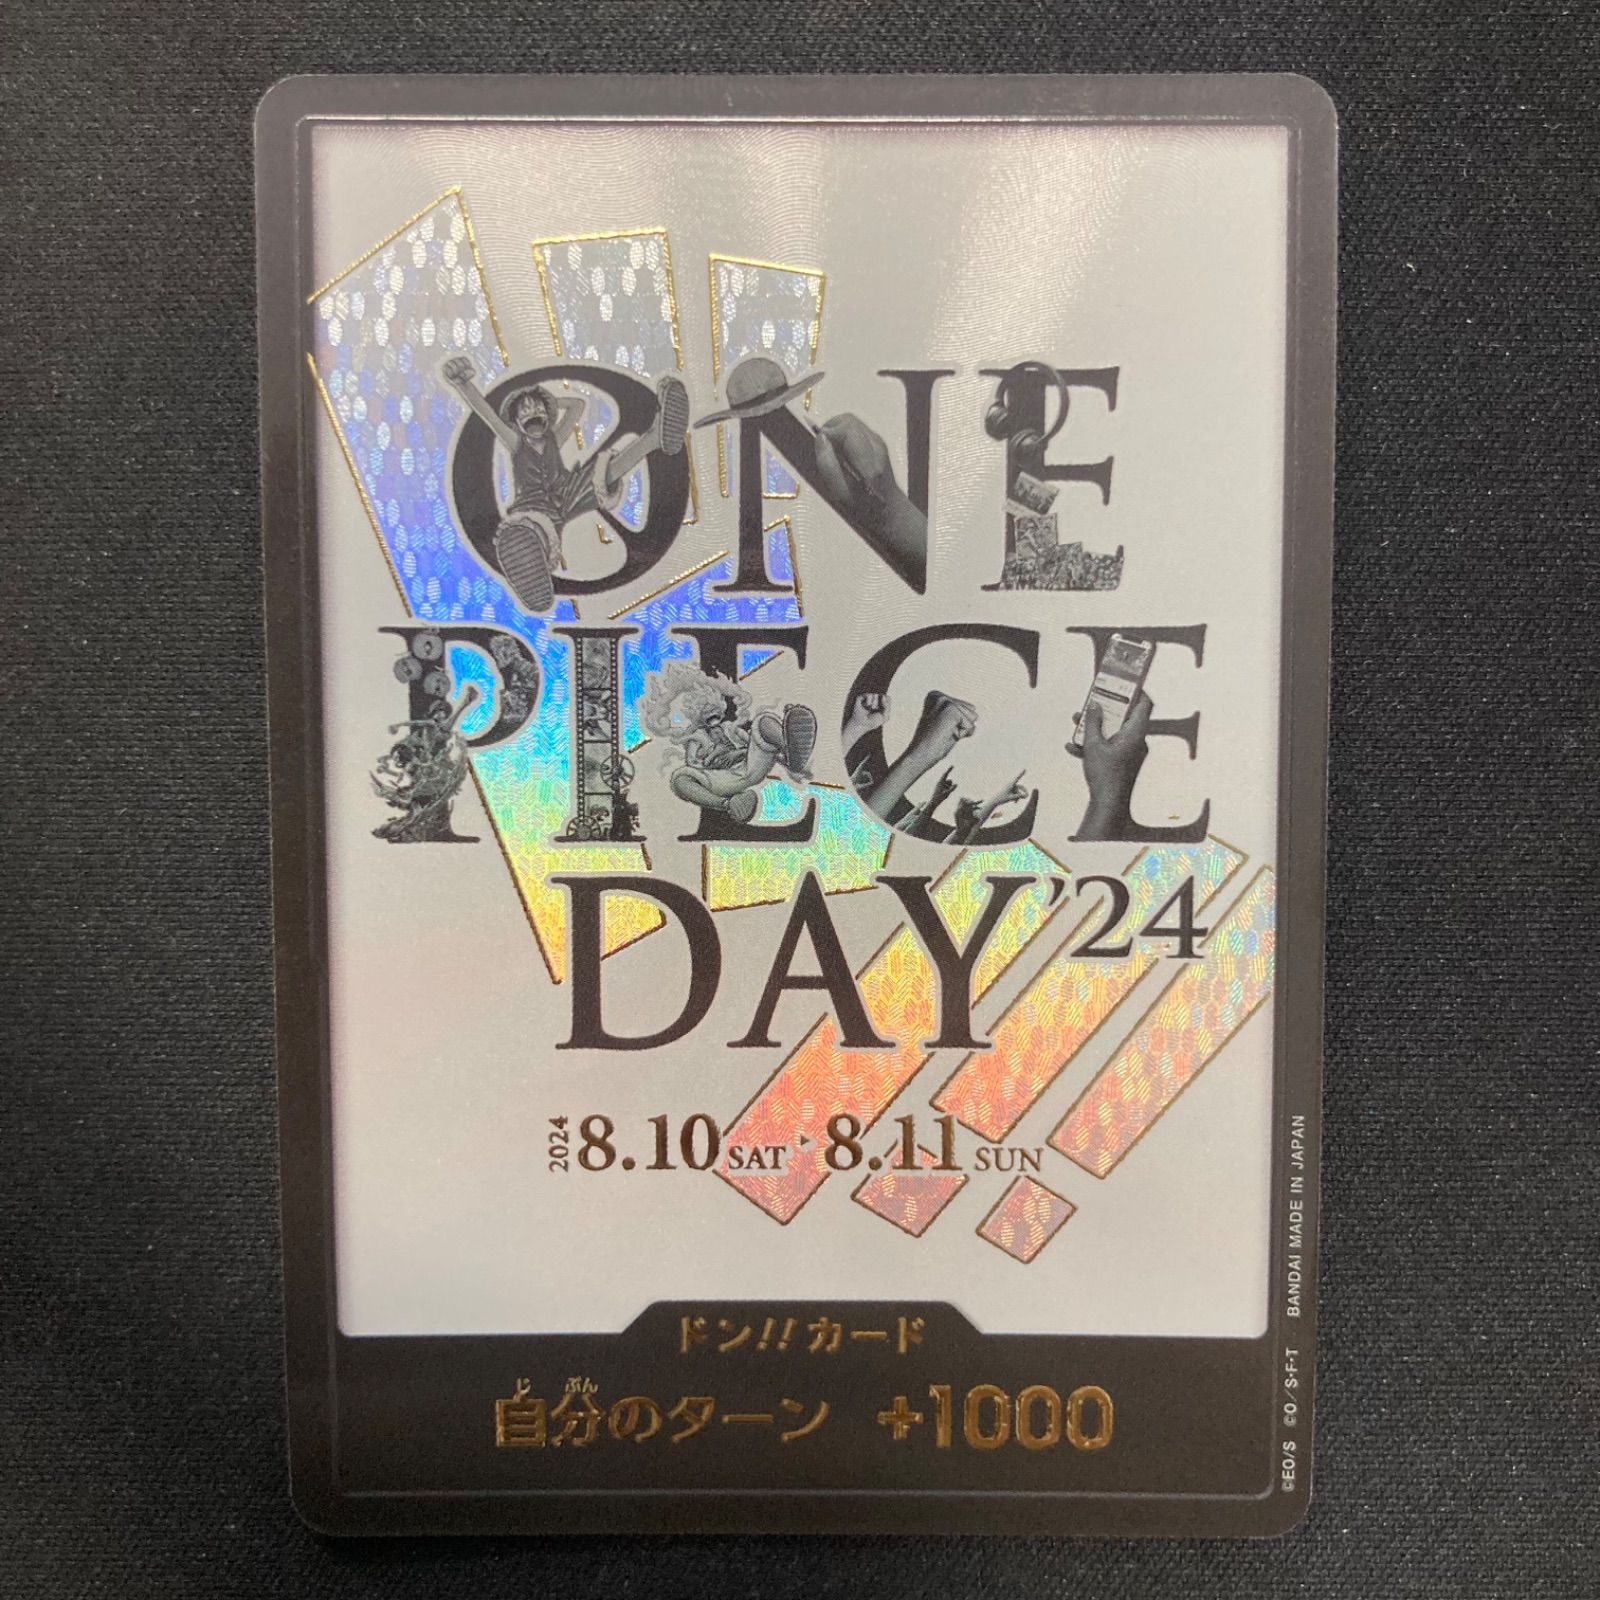 ONE
PIECE
DAY'24
2024 8.10 SAT・8.11 SUN
ドン!!カード
じ ぶん
自分のターン +1000
©EO/S ©O/S･F･T BANDAI MADE IN JAPAN